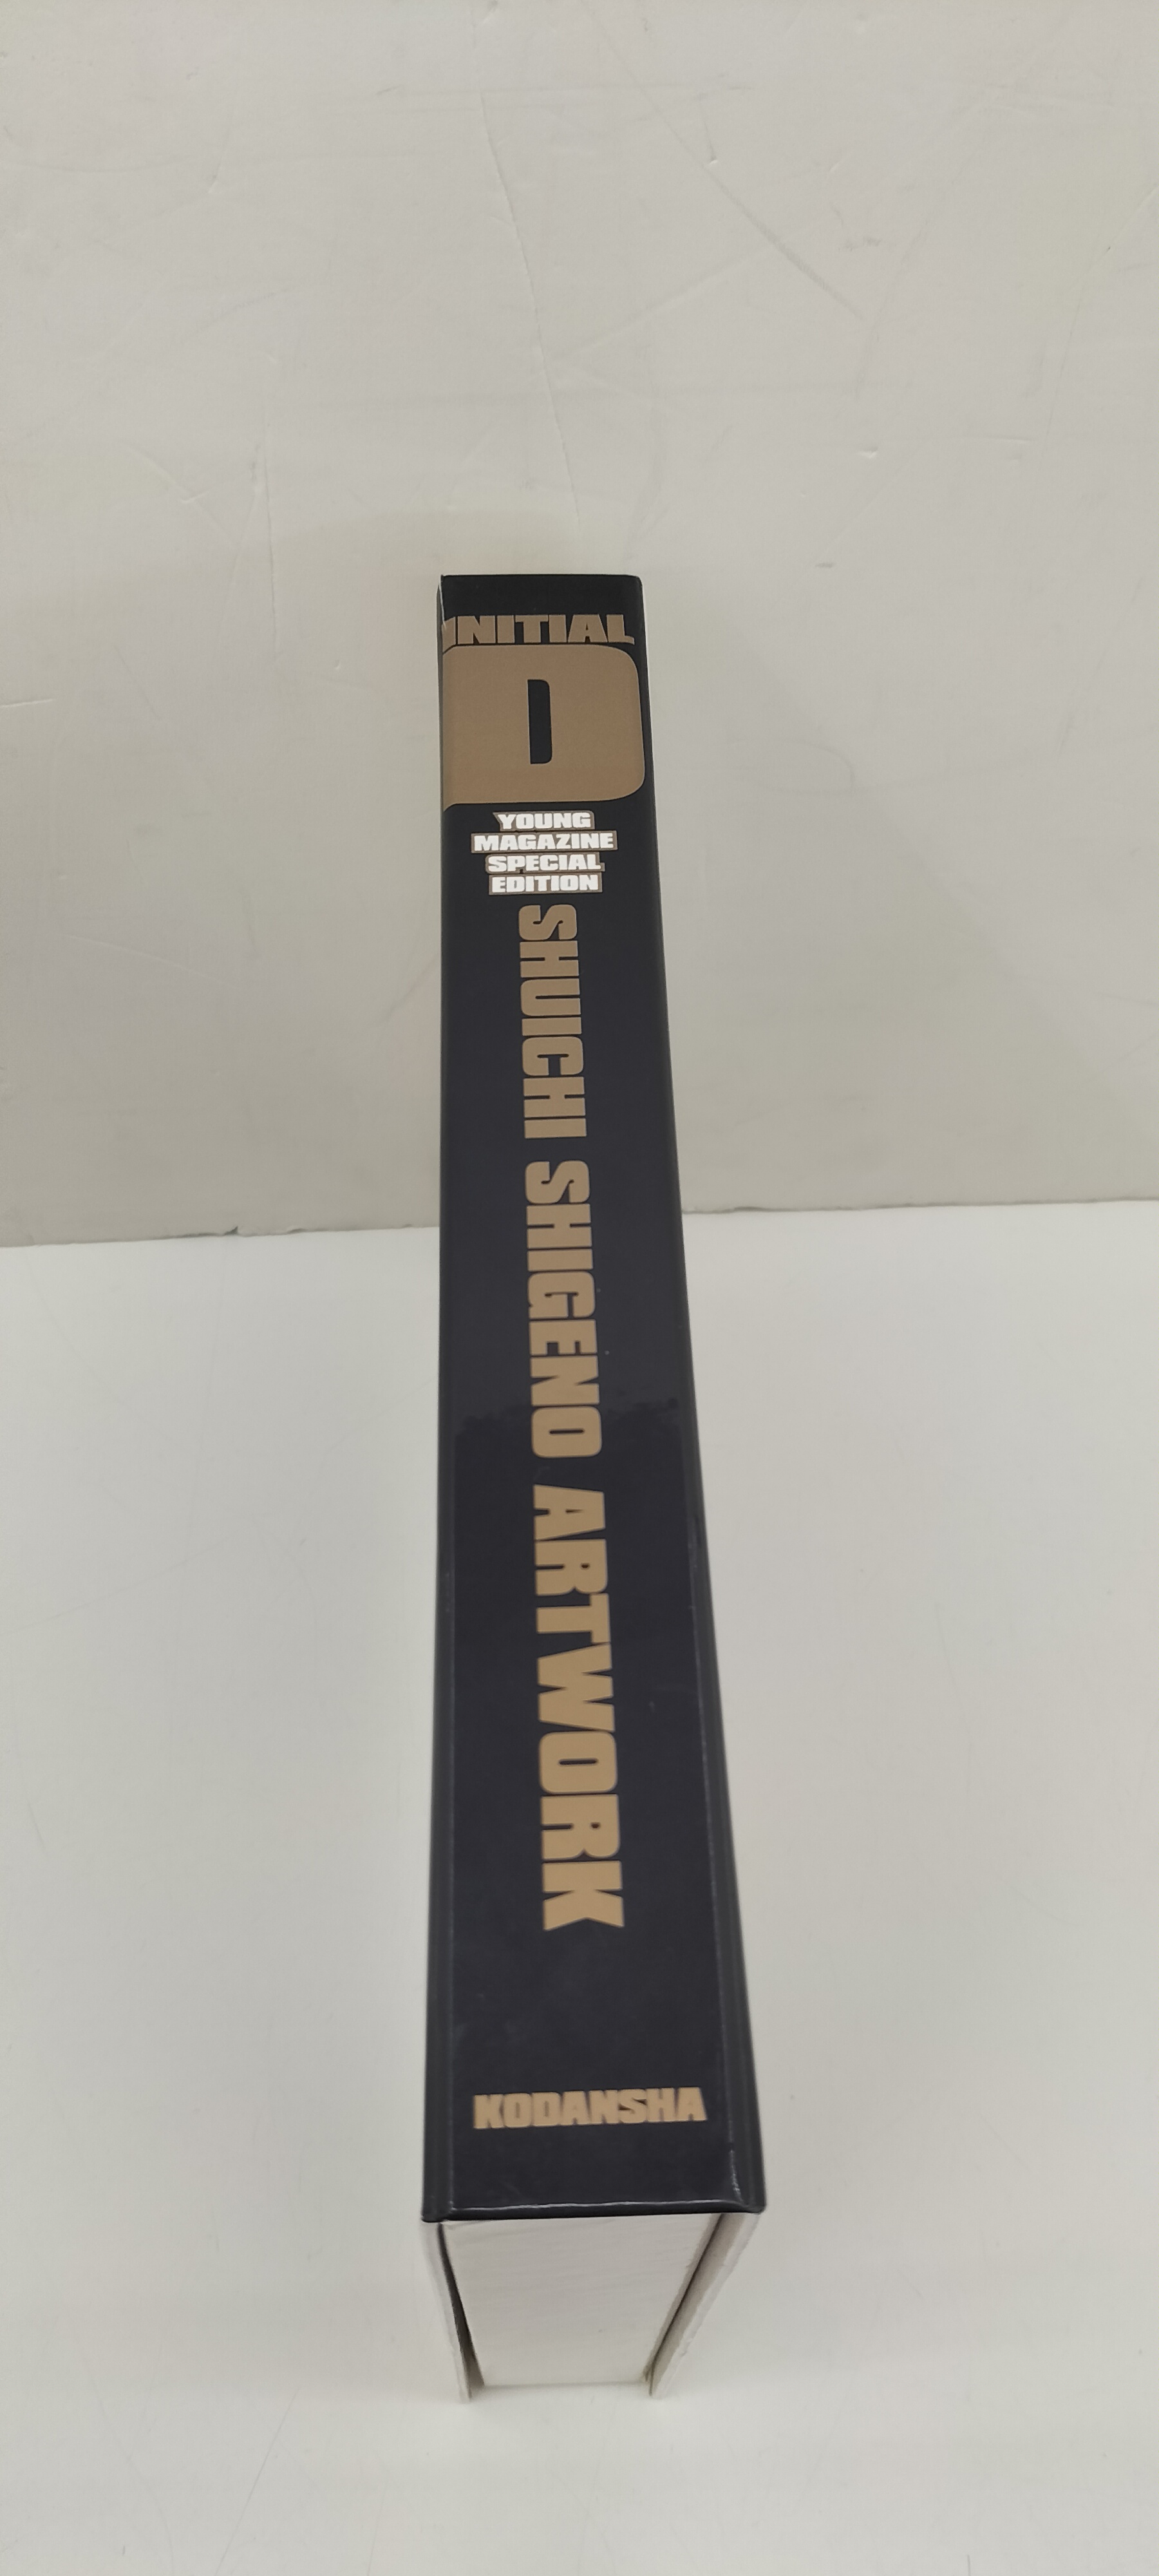 INITIAL
D
YOUNG
MAGAZINE
SPECIAL
EDITION
SHUICHI SHIGENO ARTWORK
KODANSHA